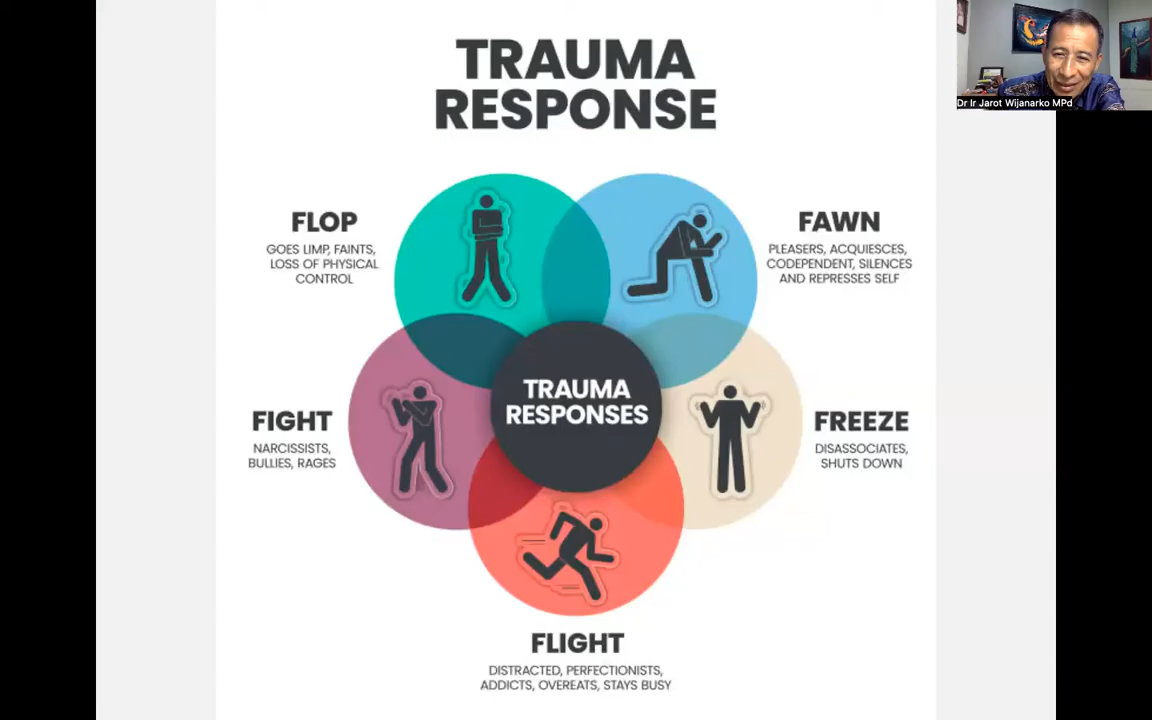 TRAUMA
RESPONSE
Dr Ir Jarot Wijanarko MPd
FLOP
GOES LIMP, FAINTS,
LOSS OF PHYSICAL
CONTROL
FAWN
PLEASERS, ACQUIESCES,
CODEPENDENT, SILENCES
AND REPRESSES SELF
TRAUMA
RESPONSES
FIGHT
NARCISSISTS,
BULLIES, RAGES
FREEZE
DISASSOCIATES,
SHUTS DOWN
FLIGHT
DISTRACTED, PERFECTIONISTS,
ADDICTS, OVEREATS, STAYS BUSY